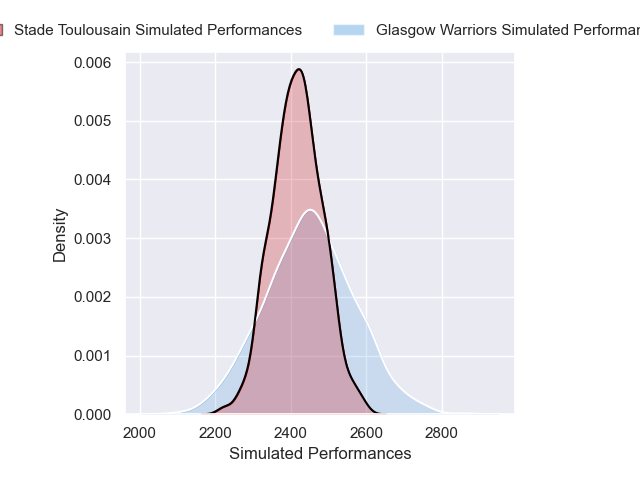 Stade Toulousain Simulated Performances
Glasgow Warriors Simulated
0.006
0.005
0.004
0.003
0.002
0.001
0.000
Density
2000 2200 2400 2600 2800
Simulated Performances